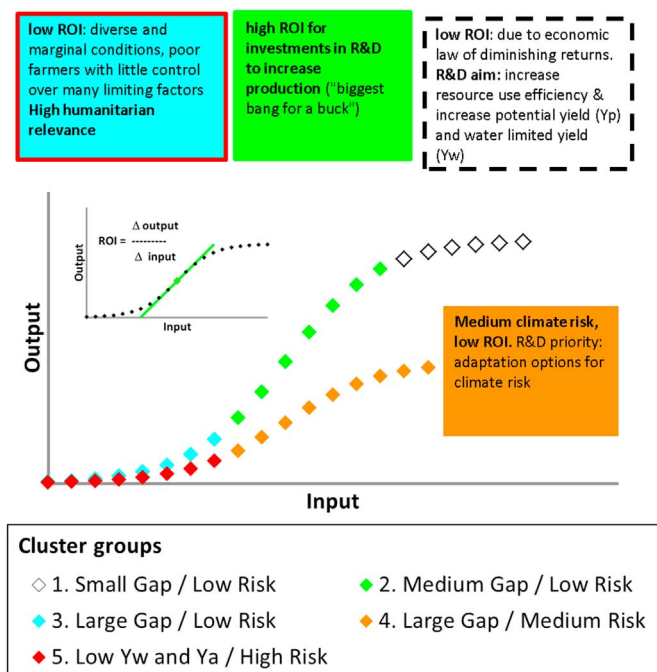 low ROI: diverse and
marginal conditions, poor
farmers with little control
over many limiting factors
High humanitarian
relevance
high ROI for
investments in R&D
to increase
production ("biggest
bang for a buck")
low ROI: due to economic
law of diminishing returns.
R&D aim: increase
resource use efficiency &
increase potential yield (Yp)
and water limited yield
(Yw)
Output
ROI =
Δ output
---------
Δ input
Input
Medium climate risk,
low ROI. R&D priority:
adaptation options for
climate risk
Output
Input
Cluster groups
1. Small Gap / Low Risk
2. Medium Gap / Low Risk
3. Large Gap / Low Risk
4. Large Gap / Medium Risk
5. Low Yw and Ya / High Risk